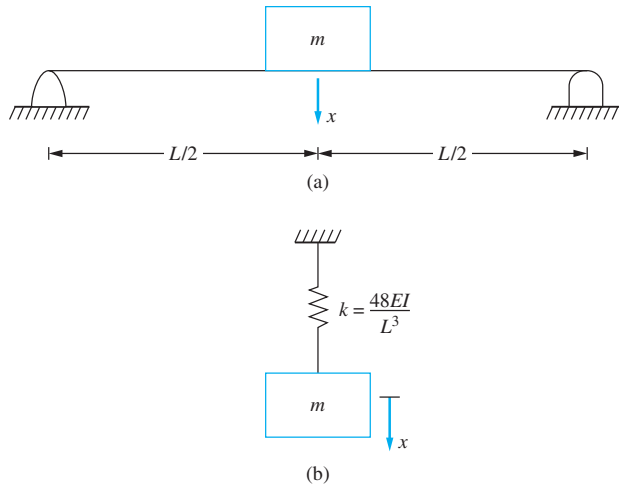 m
x
L/2 L/2
(a)
k = 48EI/L³
m
x
(b)